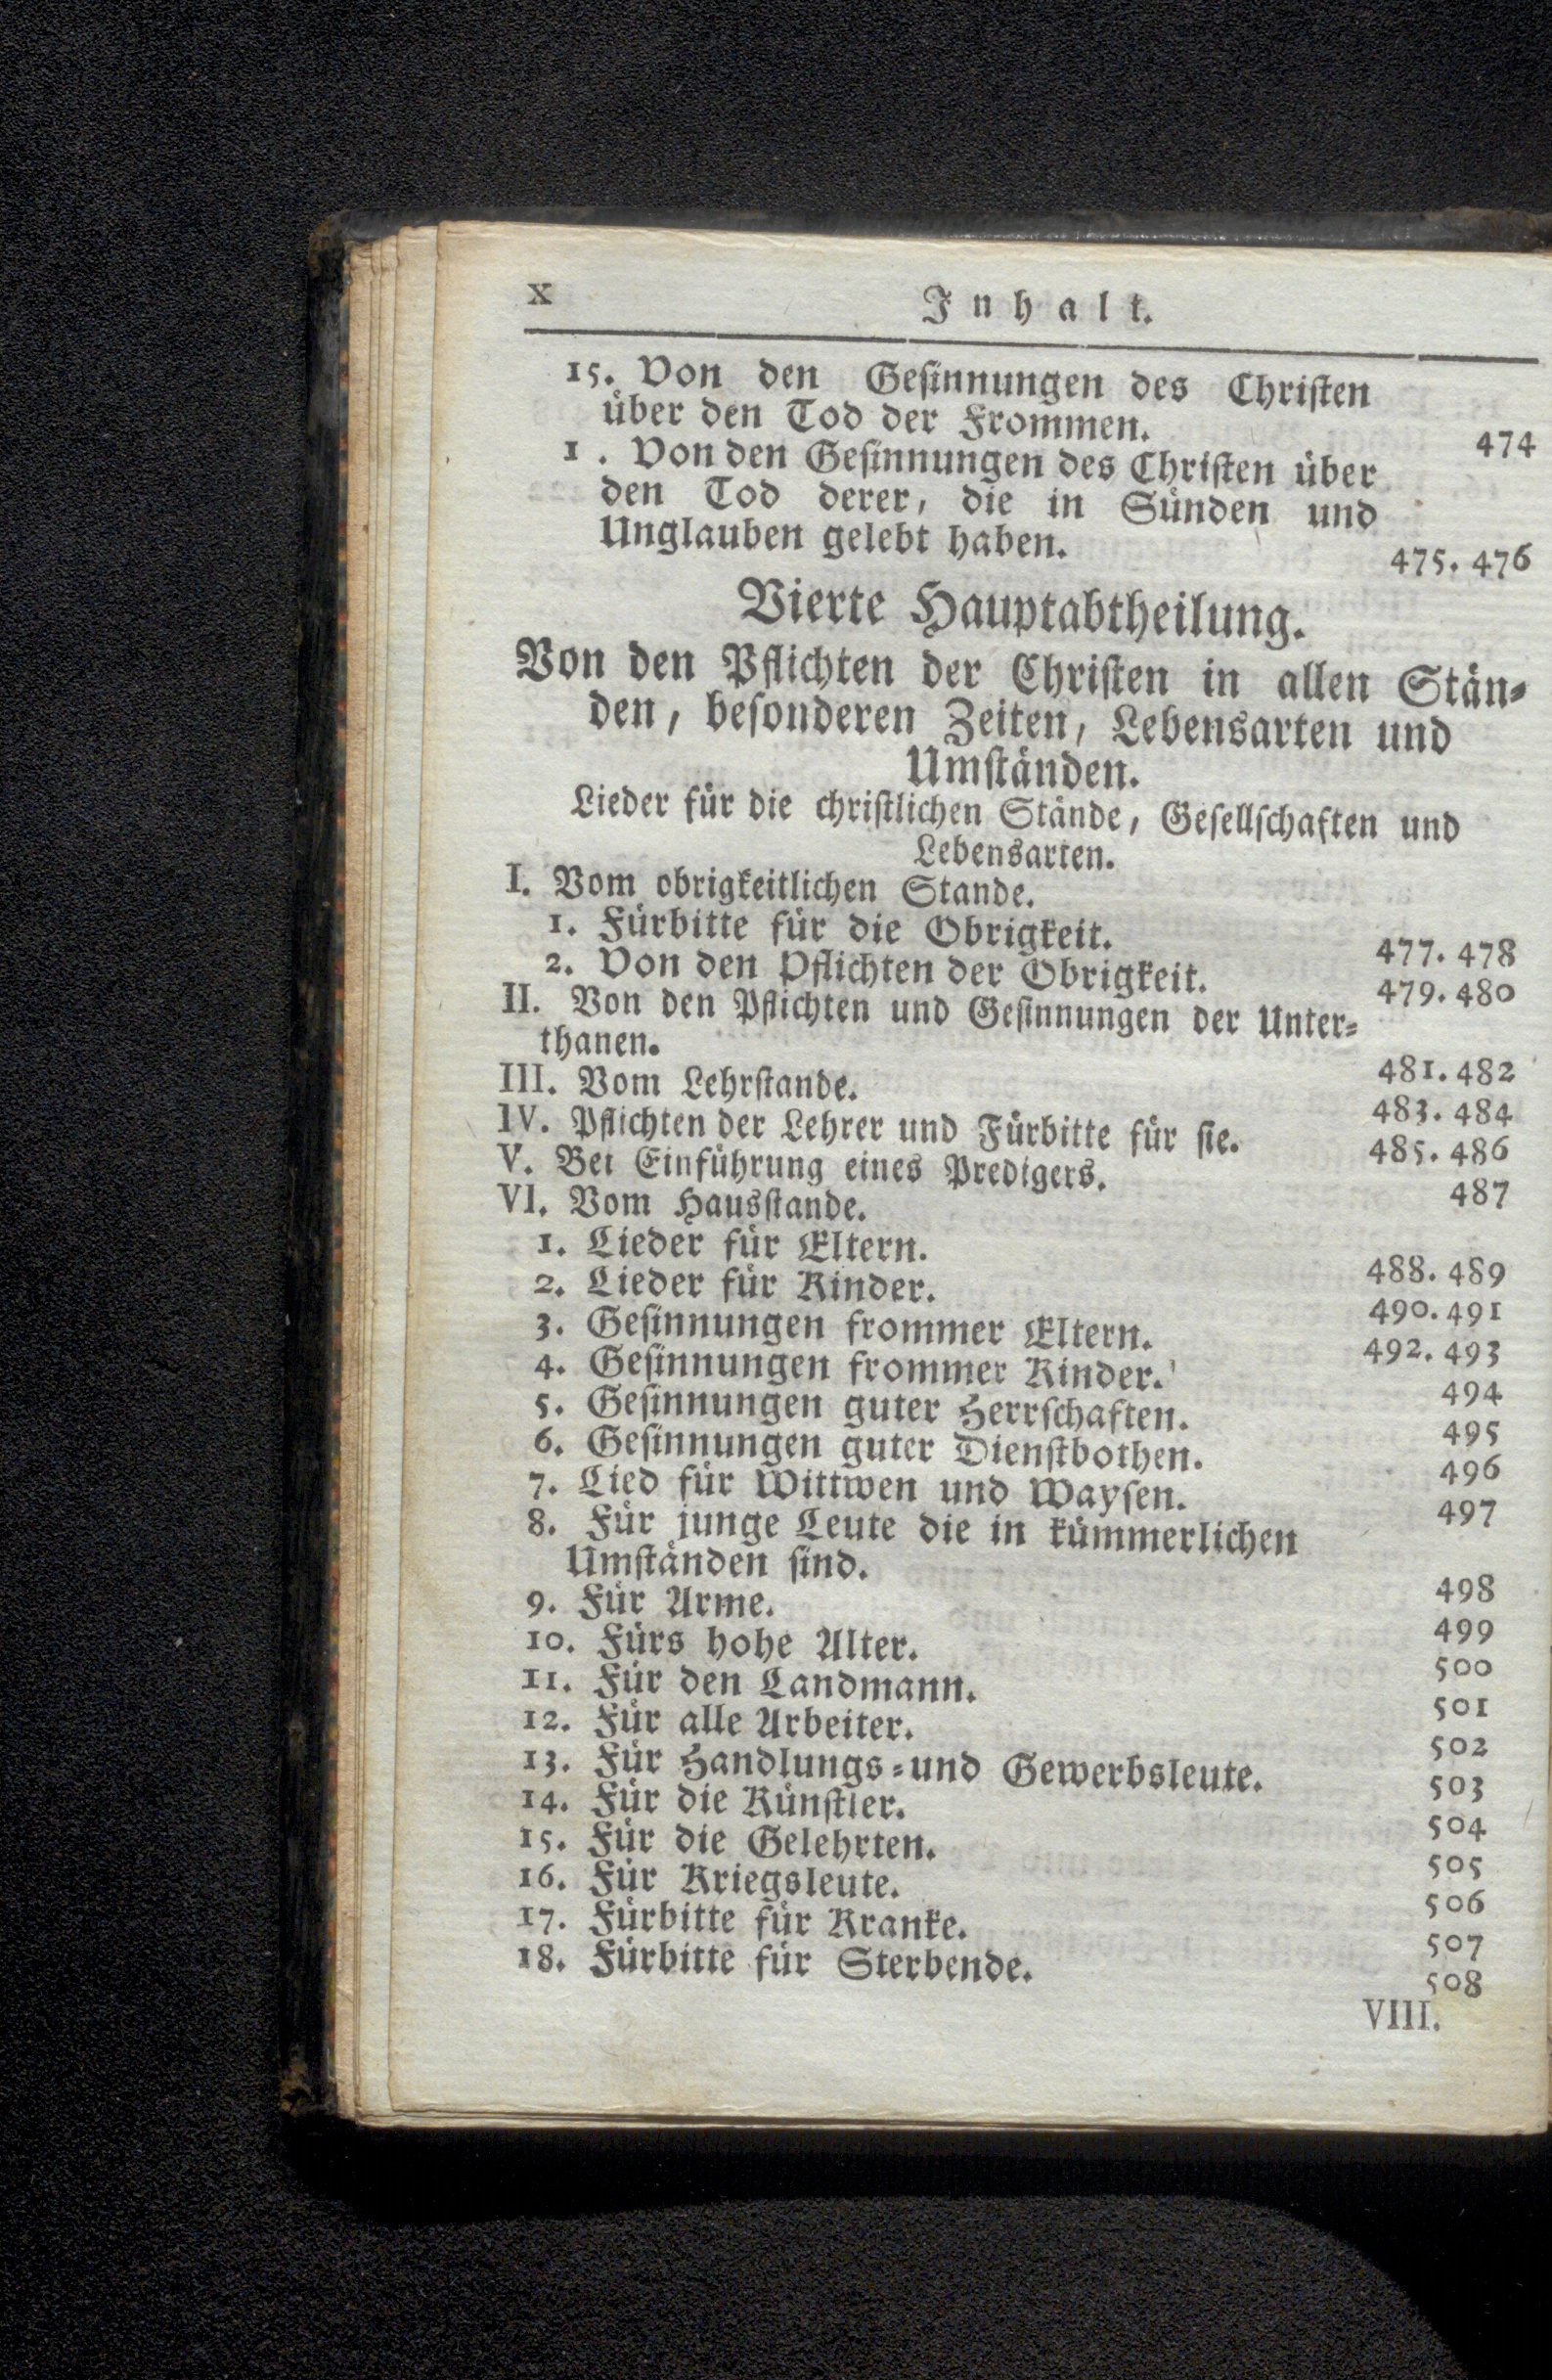 X Inhalt.
15. Von den Gesinnungen des Christen
über den Tod der Frommen. 474
1 . Von den Gesinnungen des Christen über
den Tod derer, die in Sünden und
Unglauben gelebt haben. 475. 476
Vierte Hauptabtheilung.
Von den Pflichten der Christen in allen Stän-
den, besonderen Zeiten, Lebensarten und
Umständen.
Lieder für die christlichen Stände, Gesellschaften und
Lebensarten.
I. Vom obrigkeitlichen Stande.
1. Fürbitte für die Obrigkeit. 477. 478
2. Von den Pflichten der Obrigkeit. 479. 480
II. Von den Pflichten und Gesinnungen der Unter-
thanen. 481. 482
III. Vom Lehrstande. 483. 484
IV. Pflichten der Lehrer und Fürbitte für sie. 485. 486
V. Bei Einführung eines Predigers. 487
VI. Vom Hausstande.
1. Lieder für Eltern. 488. 489
2. Lieder für Kinder. 490. 491
3. Gesinnungen frommer Eltern. 492. 493
4. Gesinnungen frommer Kinder. 494
5. Gesinnungen guter Herrschaften. 495
6. Gesinnungen guter Dienstbothen. 496
7. Lied für Wittwen und Waysen. 497
8. Für junge Leute die in kümmerlichen
Umständen sind. 498
9. Für Arme. 499
10. Fürs hohe Alter. 500
11. Für den Landmann. 501
12. Für alle Arbeiter. 502
13. Für Handlungs-und Gewerbsleute. 503
14. Für die Künstler. 504
15. Für die Gelehrten. 505
16. Für Kriegsleute. 506
17. Fürbitte für Kranke. 507
18. Fürbitte für Sterbende. 508
VIII.